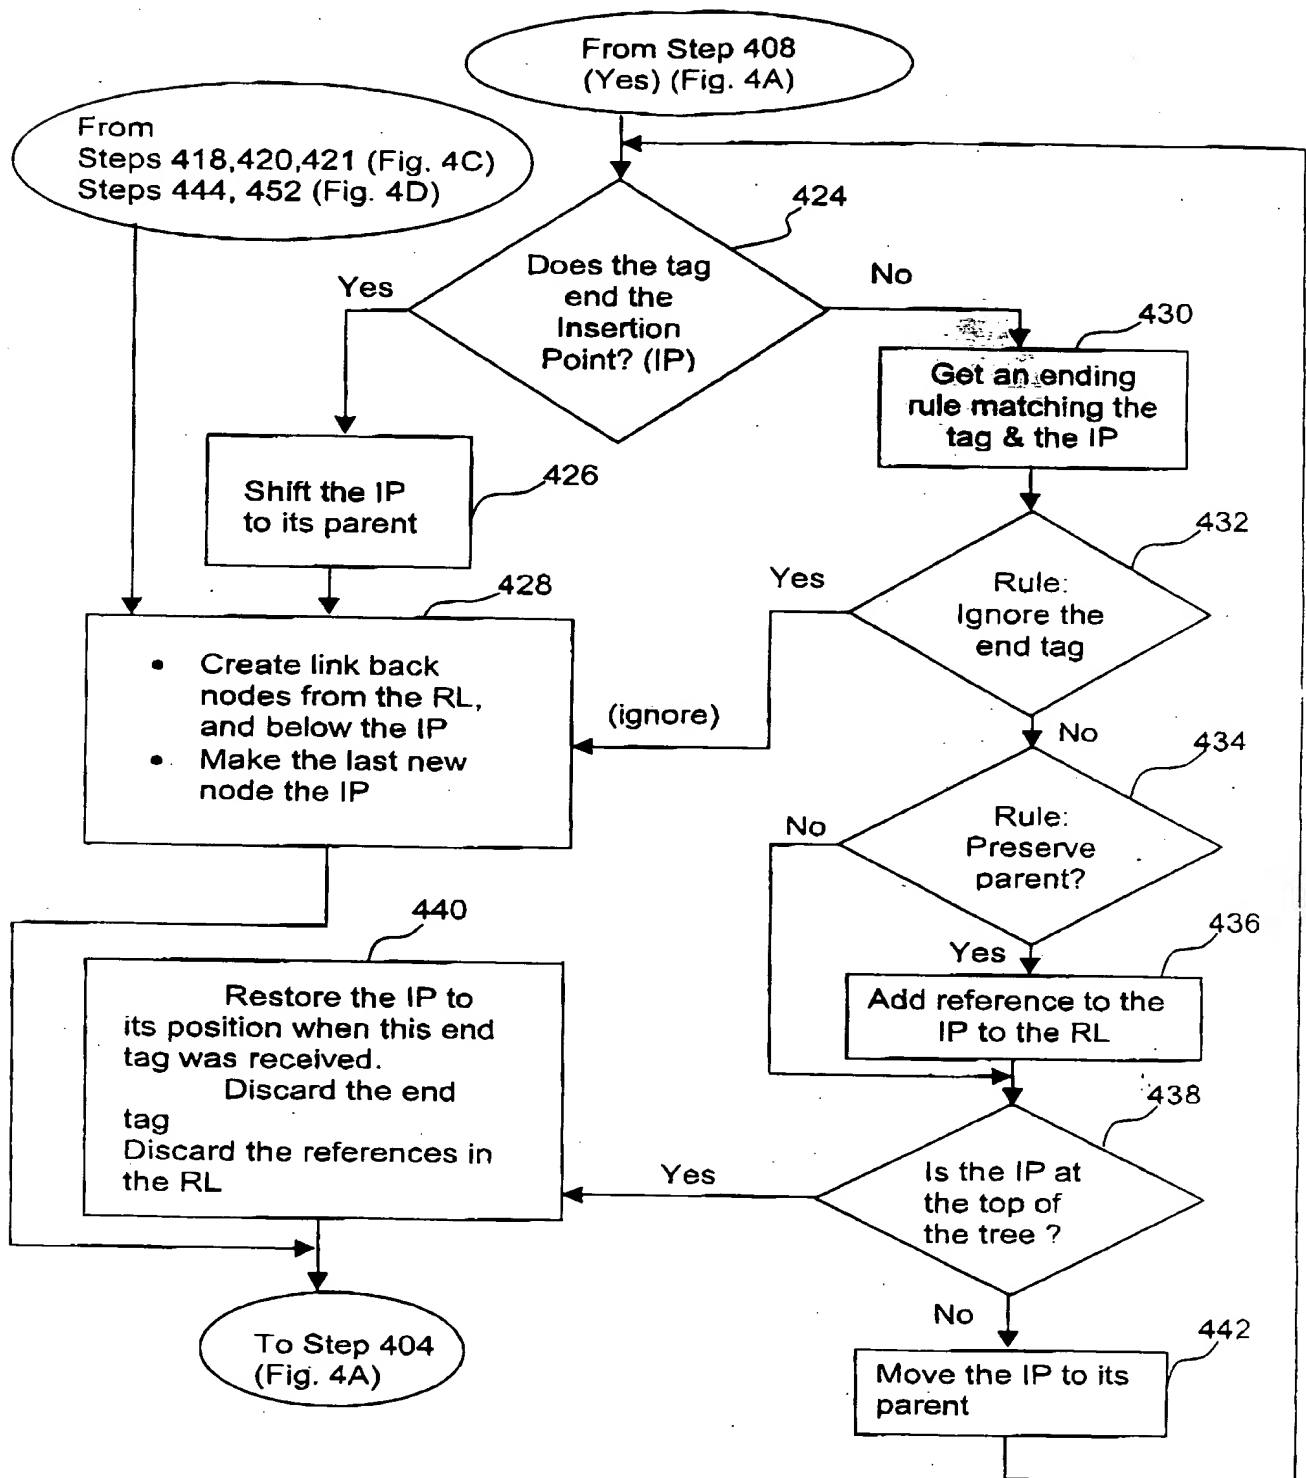 From Step 408
(Yes) (Fig. 4A)
From
Steps 418,420,421 (Fig. 4C)
Steps 444, 452 (Fig. 4D)
424
Does the tag
end the
Insertion
Point? (IP)
Yes
No
430
Get an ending
rule matching the
tag & the IP
426
Shift the IP
to its parent
432
Rule:
Ignore the
end tag
Yes
(ignore)
No
428
• Create link back
nodes from the RL,
and below the IP
• Make the last new
node the IP
434
Rule:
Preserve
parent?
No
Yes
436
Add reference to the
IP to the RL
440
Restore the IP to
its position when this end
tag was received.
Discard the end
tag
Discard the references in
the RL
438
Is the IP at
the top of
the tree ?
Yes
No
442
Move the IP to its
parent
To Step 404
(Fig. 4A)